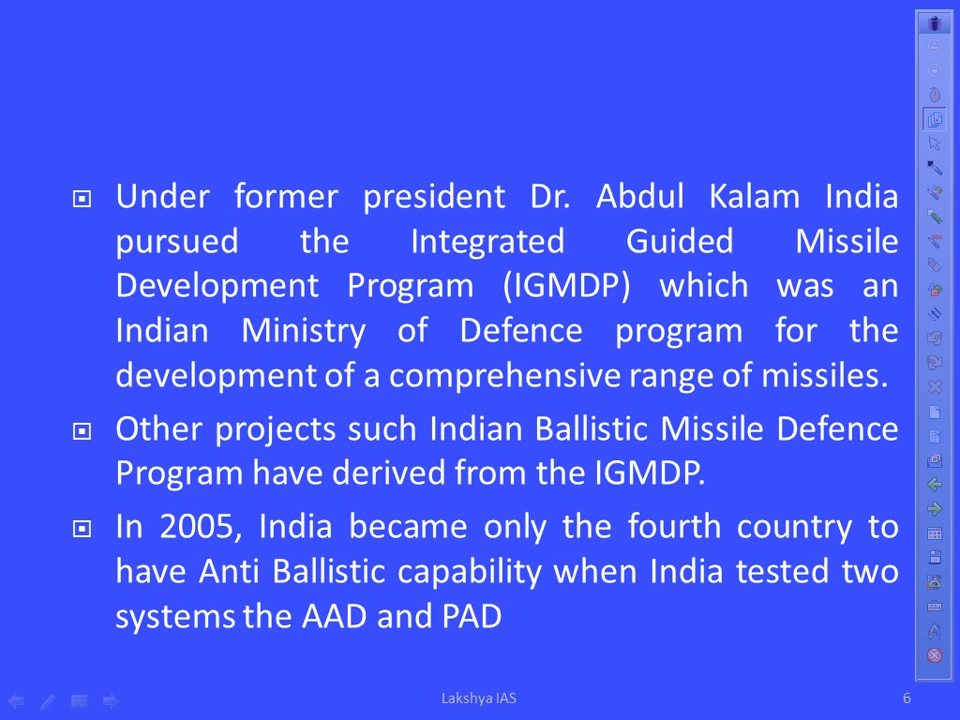 Under former president Dr. Abdul Kalam India
pursued the Integrated Guided Missile
Development Program (IGMDP) which was an
Indian Ministry of Defence program for the
development of a comprehensive range of missiles.
Other projects such Indian Ballistic Missile Defence
Program have derived from the IGMDP.
In 2005, India became only the fourth country to
have Anti Ballistic capability when India tested two
systems the AAD and PAD
Lakshya IAS
6